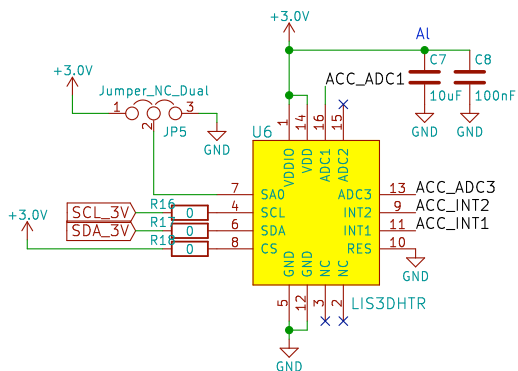 +3.0V
Al
+3.0V
C7
C8
Jumper_NC_Dual
ACC_ADC1
10uF
100nF
1
3
2
JP5
GND
GND
GND
U6
1
14
16
15
VDDIO
VDD
ADC1
ADC2
7
SA0
ADC3
13
ACC_ADC3
SCL_3V
R16
0
4
SCL
INT2
9
ACC_INT2
+3.0V
SDA_3V
R17
0
6
SDA
INT1
11
ACC_INT1
R18
0
8
CS
RES
10
GND
GND
GND
NC
NC
5
12
3
2
LIS3DHTR
GND